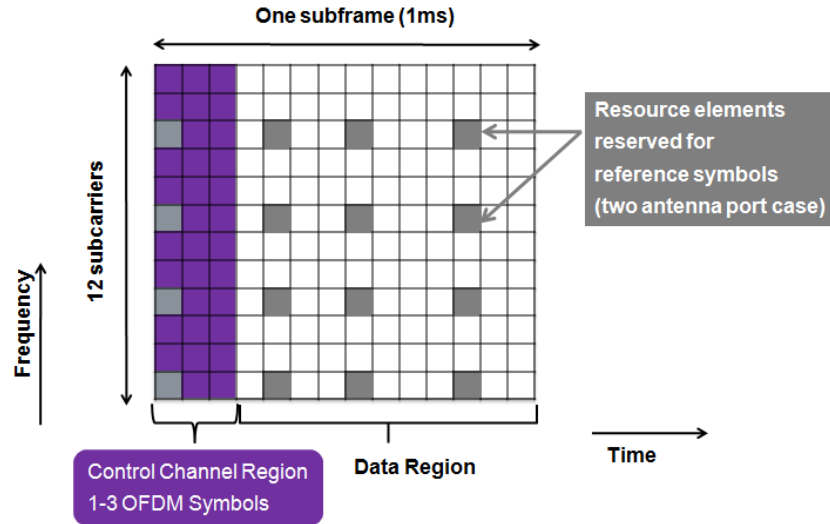 One subframe (1ms)
Resource elements
reserved for
reference symbols
(two antenna port case)
12 subcarriers
Frequency
Control Channel Region
1-3 OFDM Symbols
Data Region
Time